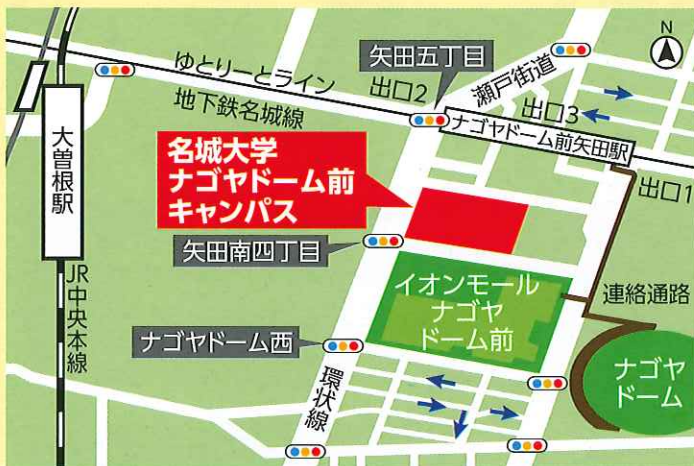 N
矢田五丁目
ゆとりーとライン
出口2
瀬戸街道
地下鉄名城線
出口3
ナゴヤドーム前矢田駅
大曽根駅
名城大学
ナゴヤドーム前
キャンパス
出口1
矢田南四丁目
イオンモール
ナゴヤ
ドーム前
連絡通路
JR中央本線
ナゴヤドーム西
ナゴヤ
ドーム
環状線